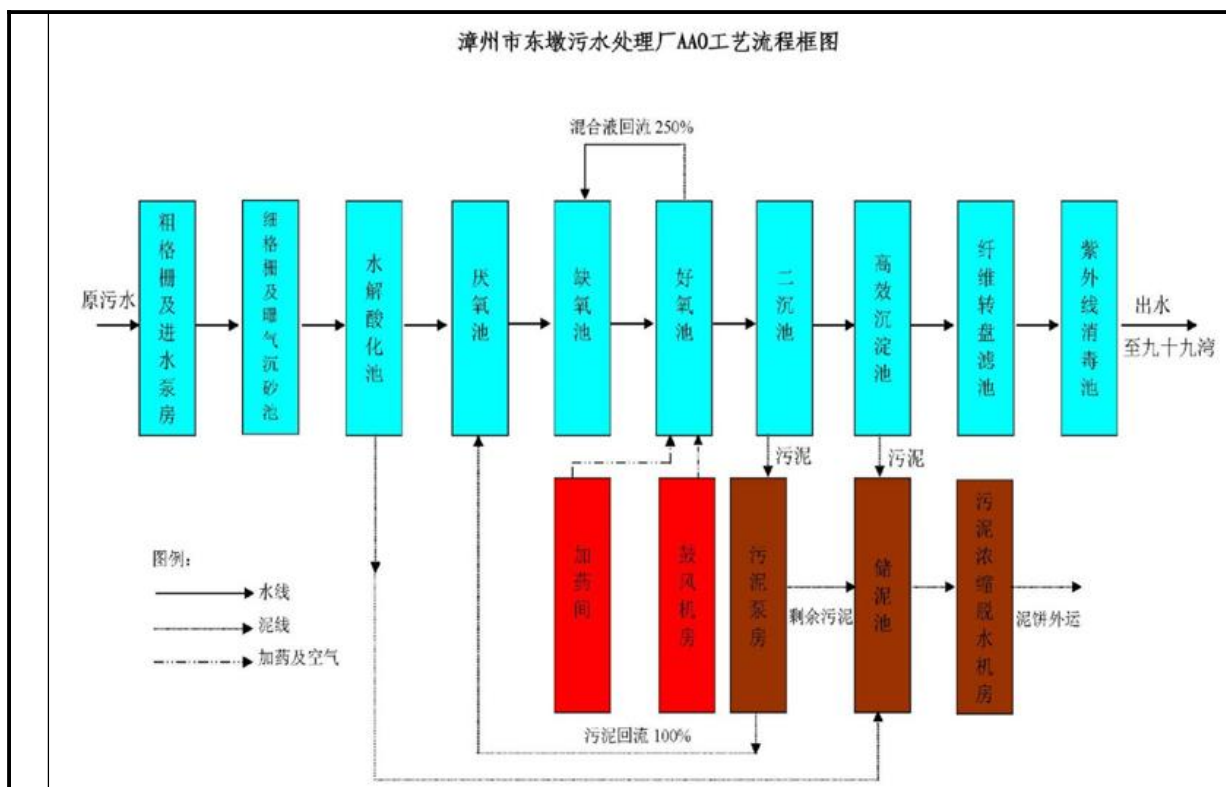 漳州市东墩污水处理厂AAO工艺流程框图
混合液回流 250%
原污水
粗格栅及进水泵房
细格栅及曝气沉砂池
水解酸化池
厌氧池
缺氧池
好氧池
二沉池
高效沉淀池
纤维转盘滤池
紫外线消毒池
出水
至九十九湾
污泥
污泥
加药间
鼓风机房
污泥泵房
剩余污泥
储泥池
污泥浓缩脱水机房
泥饼外运
图例：
水线
泥线
加药及空气
污泥回流 100%